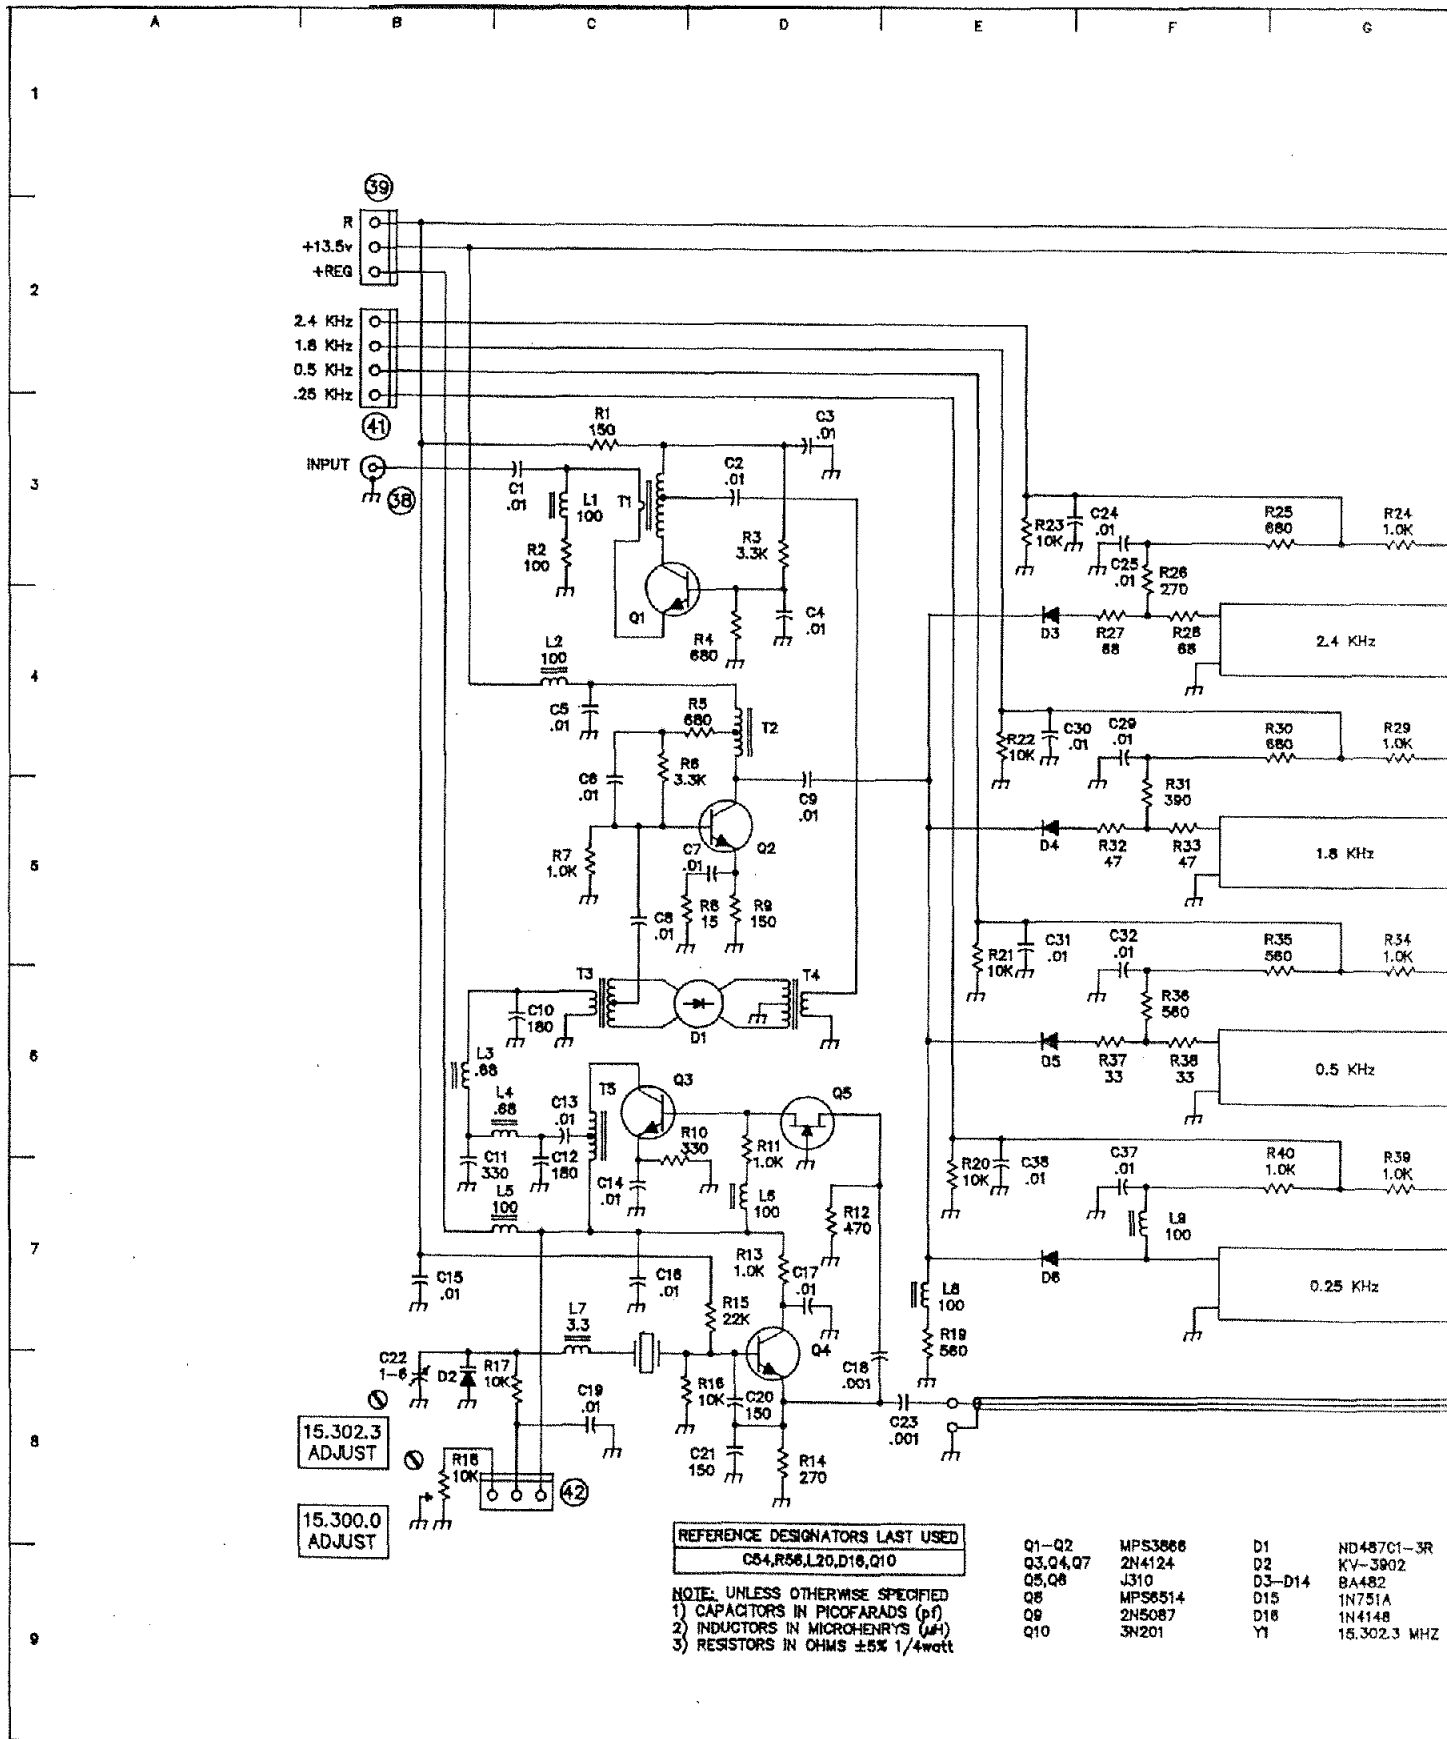 A B C D E F G
1
39
R
+13.5v
+REG
2
2.4 KHz
1.8 KHz
0.5 KHz
.25 KHz
41
INPUT
38
3
R1
150
C3
.01
C1
.01
L1
100
T1
C2
.01
R2
100
R3
3.3K
Q1
R4
680
C4
.01
R23
10K
C24
.01
C25
.01
R26
270
R25
680
R24
1.0K
D3
R27
68
R28
68
2.4 KHz
4
L2
100
C5
.01
R5
680
T2
C6
.01
R6
3.3K
C9
.01
R22
10K
C30
.01
C29
.01
R30
680
R29
1.0K
R31
390
5
R7
1.0K
C7
.01
Q2
C8
.01
R8
15
R9
150
D4
R32
47
R33
47
1.8 KHz
R21
10K
C31
.01
C32
.01
R35
560
R34
1.0K
R36
560
T3
T4
C10
180
D1
6
L3
.68
L4
.68
C13
.01
T5
Q3
Q5
D5
R37
33
R38
33
0.5 KHz
C11
330
C12
180
R10
330
R11
1.0K
C14
.01
L5
100
L6
100
R12
470
R20
10K
C38
.01
C37
.01
R40
1.0K
R39
1.0K
L9
100
7
C15
.01
C16
.01
R13
1.0K
C17
.01
R15
22K
L7
3.3
L8
100
D6
0.25 KHz
R19
560
C22
1-6
D2
R17
10K
C19
.01
R16
10K
C20
150
Q4
C18
.001
C23
.001
8
15.302.3
ADJUST
R18
10K
C21
150
R14
270
42
15.300.0
ADJUST
REFERENCE DESIGNATORS LAST USED
C54,R56,L20,D16,Q10
NOTE: UNLESS OTHERWISE SPECIFIED
1) CAPACITORS IN PICOFARADS (pf)
2) INDUCTORS IN MICROHENRYS (µH)
3) RESISTORS IN OHMS ±5% 1/4watt
9
Q1-Q2 MPS3866 D1 ND487C1-3R
Q3,Q4,Q7 2N4124 D2 KV-3902
Q5,Q6 J310 D3-D14 BA482
Q8 MPS6514 D15 1N751A
Q9 2N5087 D16 1N4148
Q10 3N201 Y1 15.302.3 MHZ